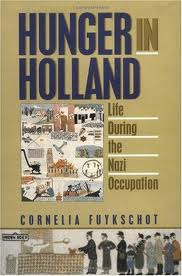 HUNGER IN
HOLLAND
Life
During
the
Nazi
Occupation
CORNELIA FUYKSCHOT